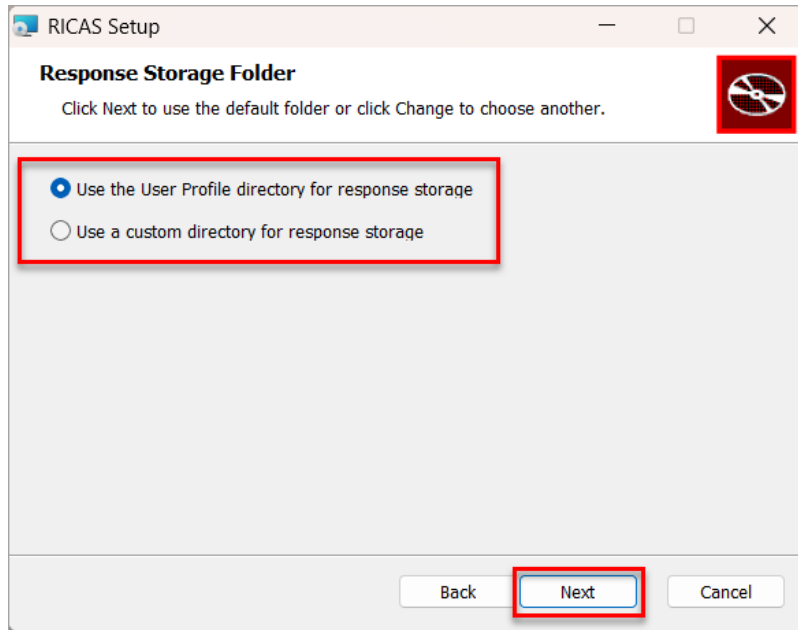 RICAS Setup
Response Storage Folder
Click Next to use the default folder or click Change to choose another.
Use the User Profile directory for response storage
Use a custom directory for response storage
Back Next Cancel